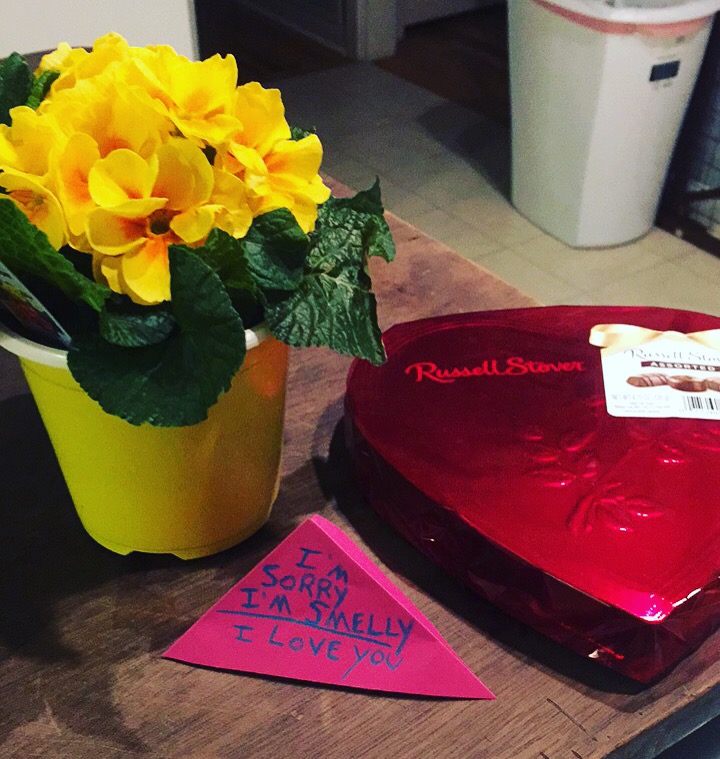 Russell Stover
Russell Stover
ASSORTED
I'M
SORRY
I'M SMELLY
I LOVE YOU